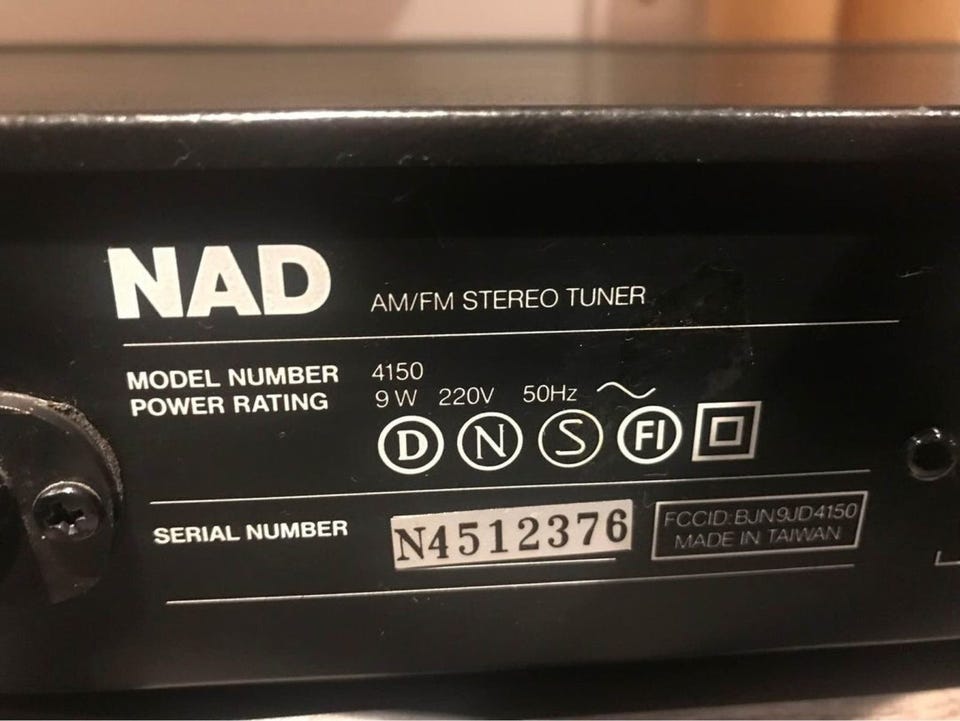 NAD AM/FM STEREO TUNER
MODEL NUMBER 4150
POWER RATING 9 W 220V 50Hz
D N S FI
SERIAL NUMBER N4512376
FCCID:BJN9JD4150
MADE IN TAIWAN